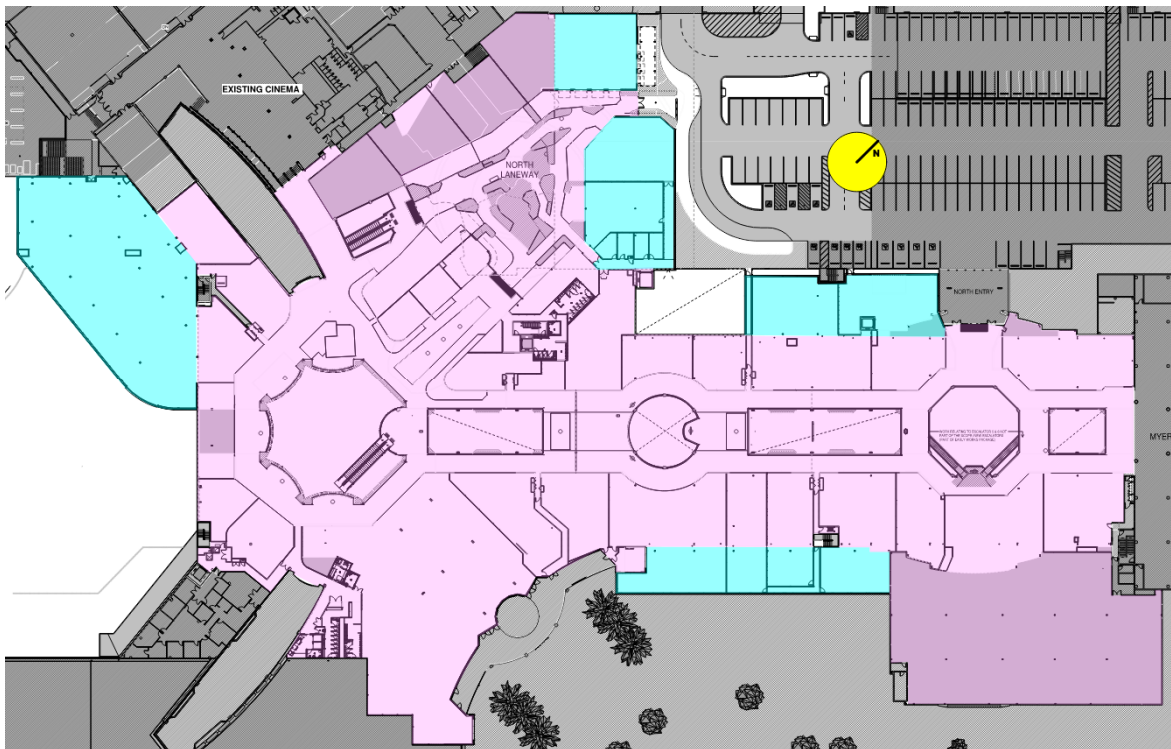 EXISTING CINEMA
NORTH
LANEWAY
N
NORTH ENTRY
MYER